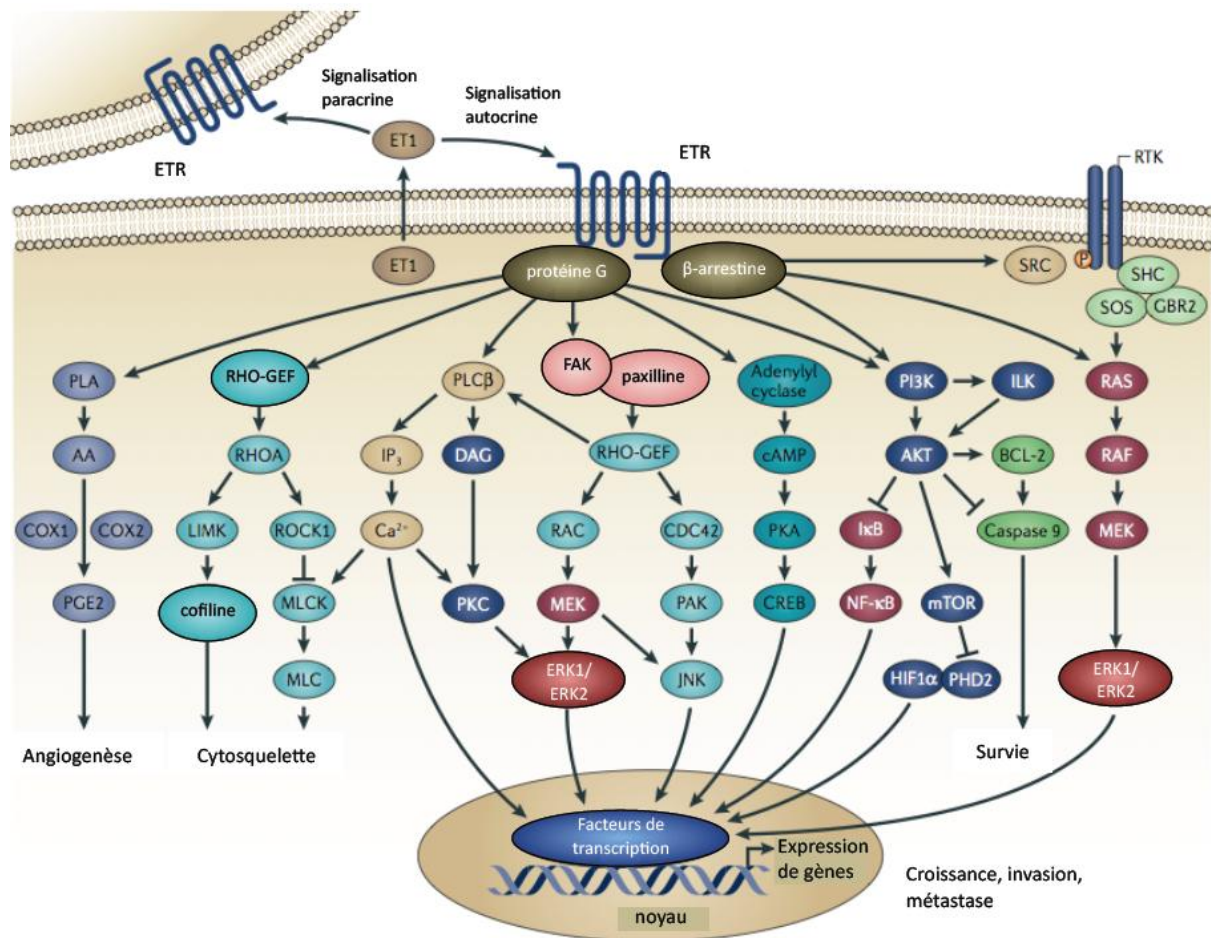 Signalisation
paracrine
Signalisation
autocrine
ET1
ETR
ETR
RTK
ET1
protéine G
β-arrestine
SRC
P
SHC
SOS
GBR2
PLA
RHO-GEF
PLCβ
FAK
paxilline
Adenylyl
cyclase
PI3K
ILK
RAS
AA
RHOA
IP3
DAG
RHO-GEF
cAMP
AKT
BCL-2
RAF
COX1
COX2
LIMK
ROCK1
Ca2+
RAC
CDC42
PKA
IκB
Caspase 9
MEK
PGE2
cofiline
MLCK
PKC
MEK
PAK
CREB
NF-κB
mTOR
MLC
ERK1/
ERK2
JNK
HIF1α
PHD2
ERK1/
ERK2
Angiogenèse
Cytosquelette
Survie
Facteurs de
transcription
Expression
de gènes
noyau
Croissance, invasion,
métastase